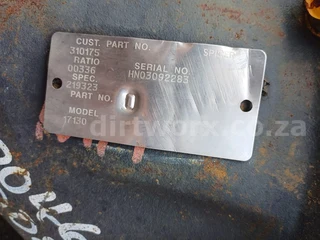 CUST. PART NO.
310175
RATIO
00336
SERIAL NO.
HN03092283
SPEC.
219323
PART NO.
MODEL
17130
dirtworx.co.za